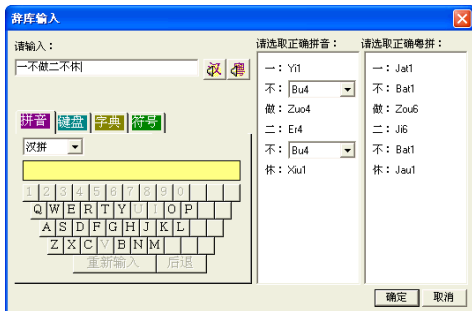 辞库输入
请输入：
一不做二不休
汉 粤
拼音 键盘 字典 符号
汉拼
1 2 3 4 5 6 7 8 9 0
Q W E R T Y U I O P
A S D F G H J K L
Z X C V B N M
重新输入 后退
请选取正确拼音：
一：Yi1
不：Bu4
做：Zuo4
二：Er4
不：Bu4
休：Xiu1
请选取正确粤拼：
一：Jat1
不：Bat1
做：Zou6
二：Ji6
不：Bat1
休：Jau1
确定 取消